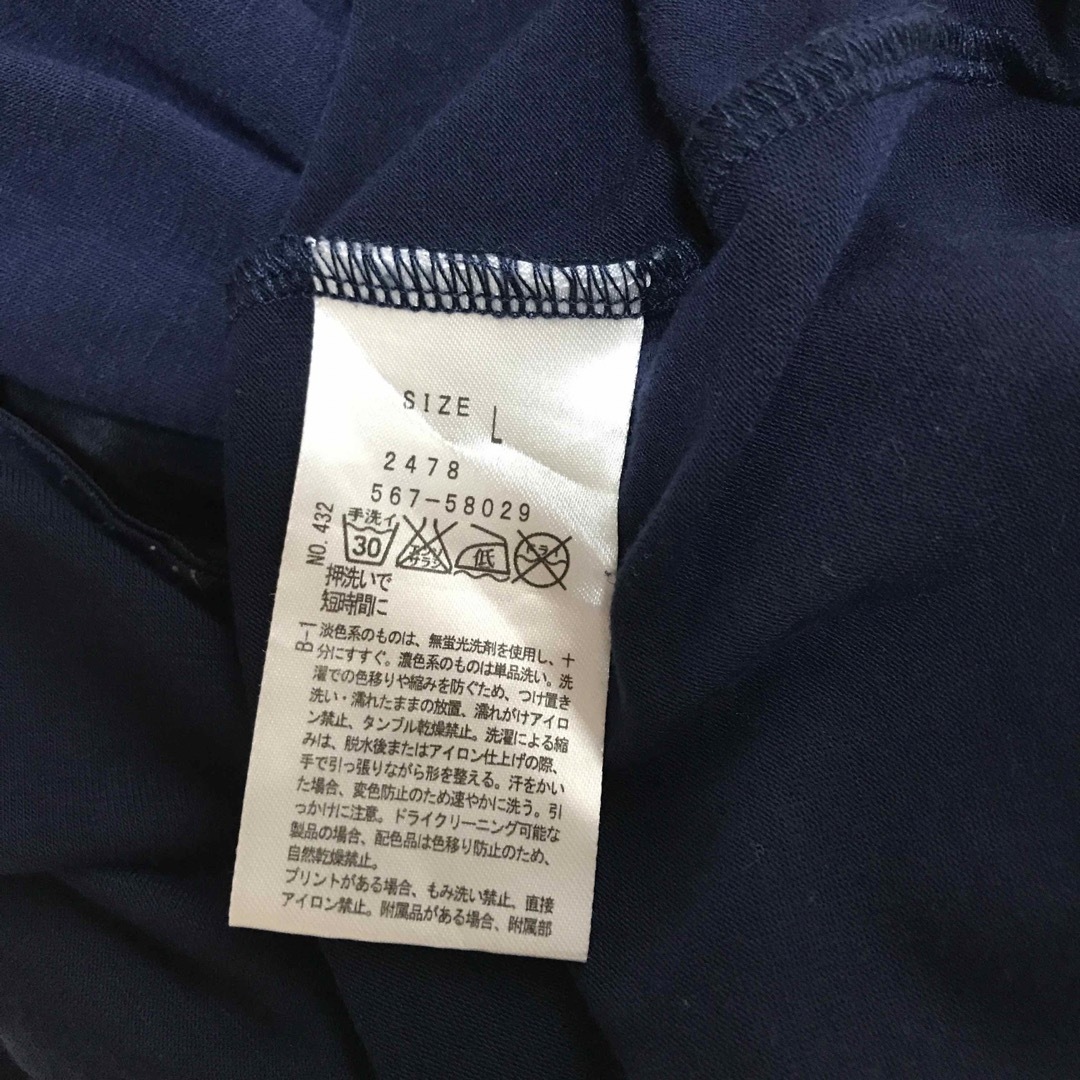 SIZE L
2478
567-58029
NO. 432
手洗イ
30
エンソサラシ
低
ドライ
押洗いで
短時間に
B-1
淡色系のものは、無蛍光洗剤を使用し、十
分にすすぐ。濃色系のものは単品洗い。洗
濯での色移りや縮みを防ぐため、つけ置き
洗い・濡れたままの放置、濡れがけアイロ
ン禁止、タンブル乾燥禁止。洗濯による縮
みは、脱水後またはアイロン仕上げの際、
手で引っ張りながら形を整える。汗をかい
た場合、変色防止のため速やかに洗う。引
っかけに注意。ドライクリーニング可能な
製品の場合、配色品は色移り防止のため、
自然乾燥禁止。
プリントがある場合、もみ洗い禁止、直接
アイロン禁止。附属品がある場合、附属部